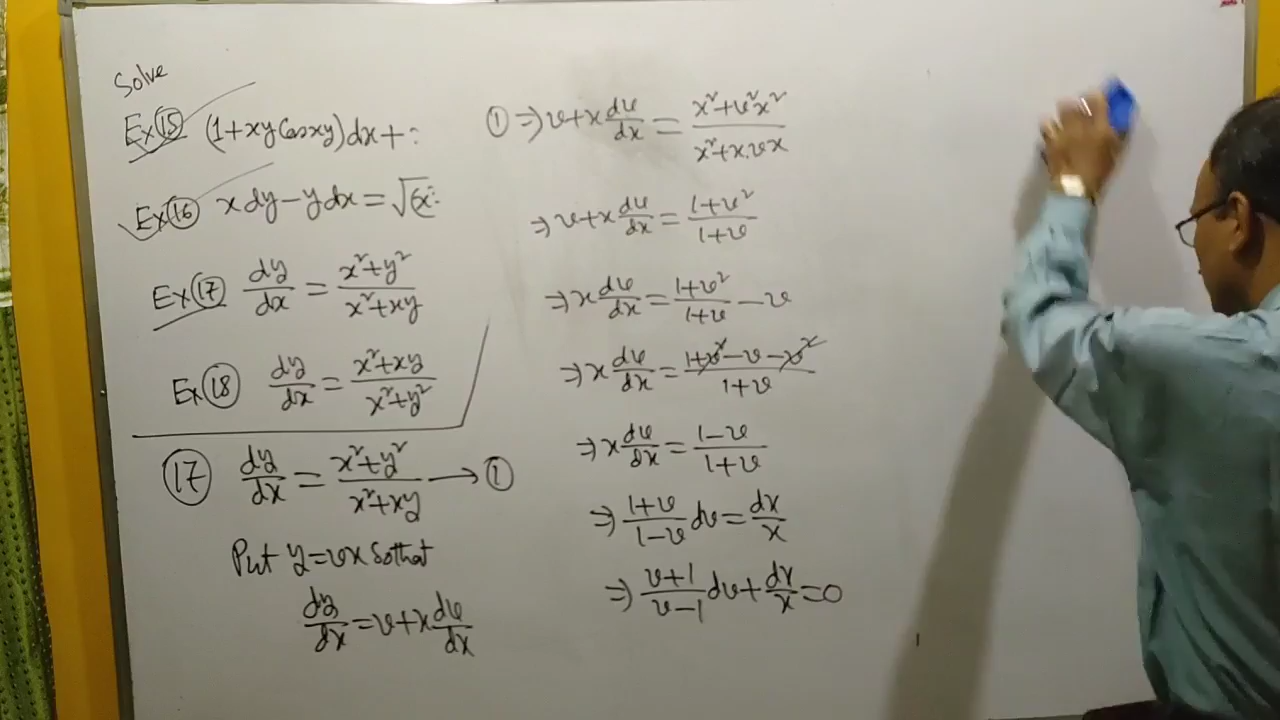 Solve
Ex(15) (1+xy Cos xy)dx+
Ex(16) x dy − y dx = √(x
Ex(17) dy/dx = (x²+y²)/(x²+xy)
Ex(18) dy/dx = (x²+xy)/(x²+y²)
(17) dy/dx = (x²+y²)/(x²+xy) → (1)
Put y=vx So that
dy/dx = v+x dv/dx
(1) ⇒ v+x dv/dx = (x²+v²x²)/(x²+x.vx)
⇒ v+x dv/dx = (1+v²)/(1+v)
⇒ x dv/dx = (1+v²)/(1+v) − v
⇒ x dv/dx = (1+v²−v−v²)/(1+v)
⇒ x dv/dx = (1−v)/(1+v)
⇒ (1+v)/(1−v) dv = dx/x
⇒ (v+1)/(v−1) dv + dx/x = 0